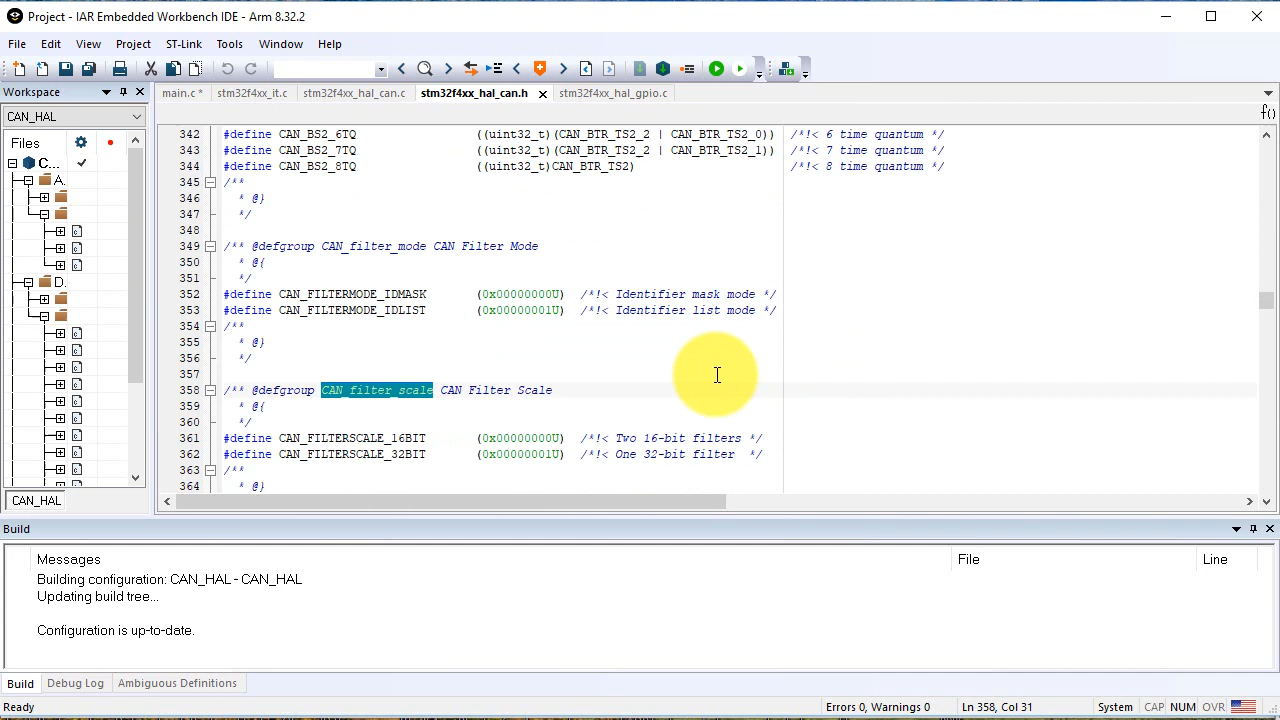 Project - IAR Embedded Workbench IDE - Arm 8.32.2
File Edit View Project ST-Link Tools Window Help
Workspace
main.c * stm32f4xx_it.c stm32f4xx_hal_can.c stm32f4xx_hal_can.h stm32f4xx_hal_gpio.c
CAN_HAL
f()
Files
C...
A.
D.
342 #define CAN_BS2_6TQ ((uint32_t)(CAN_BTR_TS2_2 | CAN_BTR_TS2_0)) /*!< 6 time quantum */
343 #define CAN_BS2_7TQ ((uint32_t)(CAN_BTR_TS2_2 | CAN_BTR_TS2_1)) /*!< 7 time quantum */
344 #define CAN_BS2_8TQ ((uint32_t)CAN_BTR_TS2) /*!< 8 time quantum */
345 /**
346 * @}
347 */
348
349 /** @defgroup CAN_filter_mode CAN Filter Mode
350 * @{
351 */
352 #define CAN_FILTERMODE_IDMASK (0x00000000U) /*!< Identifier mask mode */
353 #define CAN_FILTERMODE_IDLIST (0x00000001U) /*!< Identifier list mode */
354 /**
355 * @}
356 */
357
358 /** @defgroup CAN_filter_scale CAN Filter Scale
359 * @{
360 */
361 #define CAN_FILTERSCALE_16BIT (0x00000000U) /*!< Two 16-bit filters */
362 #define CAN_FILTERSCALE_32BIT (0x00000001U) /*!< One 32-bit filter */
363 /**
364 * @}
CAN_HAL
Build
Messages File Line
Building configuration: CAN_HAL - CAN_HAL
Updating build tree...
Configuration is up-to-date.
Build Debug Log Ambiguous Definitions
Ready Errors 0, Warnings 0 Ln 358, Col 31 System CAP NUM OVR